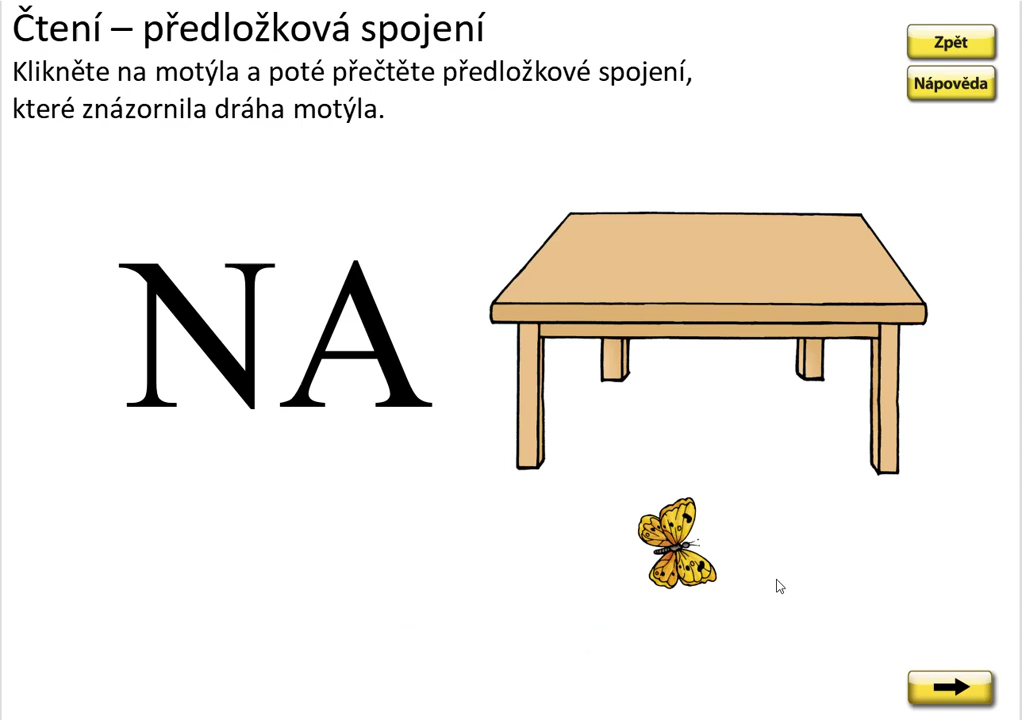 Čtení – předložková spojení
Zpět
Klikněte na motýla a poté přečtěte předložkové spojení,
Nápověda
které znázornila dráha motýla.
NA